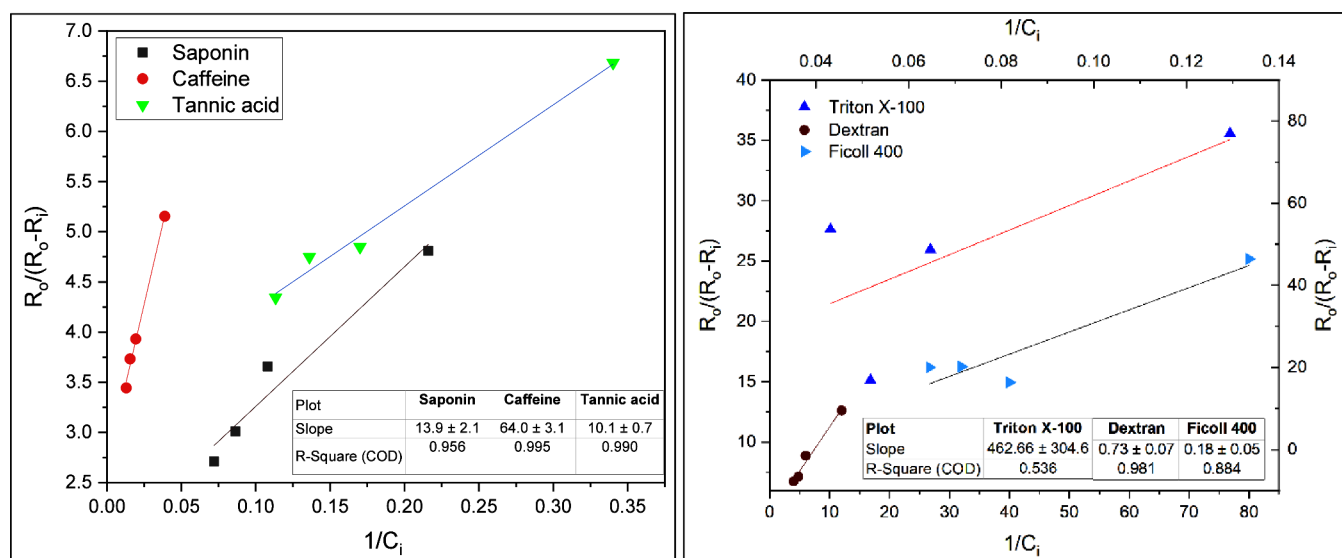 7.0
6.5
6.0
5.5
5.0
4.5
4.0
3.5
3.0
2.5
Ro/(Ro-Ri)
Saponin
Caffeine
Tannic acid
Plot Saponin Caffeine Tannic acid
Slope 13.9 ± 2.1 64.0 ± 3.1 10.1 ± 0.7
R-Square (COD) 0.956 0.995 0.990
0.00 0.05 0.10 0.15 0.20 0.25 0.30 0.35
1/Ci
1/Ci
0.04 0.06 0.08 0.10 0.12 0.14
40
35
30
25
20
15
10
Ro/(Ro-Ri)
Triton X-100
Dextran
Ficoll 400
80
60
40
20
0
Ro/(Ro-Ri)
Plot Triton X-100 Dextran Ficoll 400
Slope 462.66 ± 304.6 0.73 ± 0.07 0.18 ± 0.05
R-Square (COD) 0.536 0.981 0.884
0 10 20 30 40 50 60 70 80
1/Ci